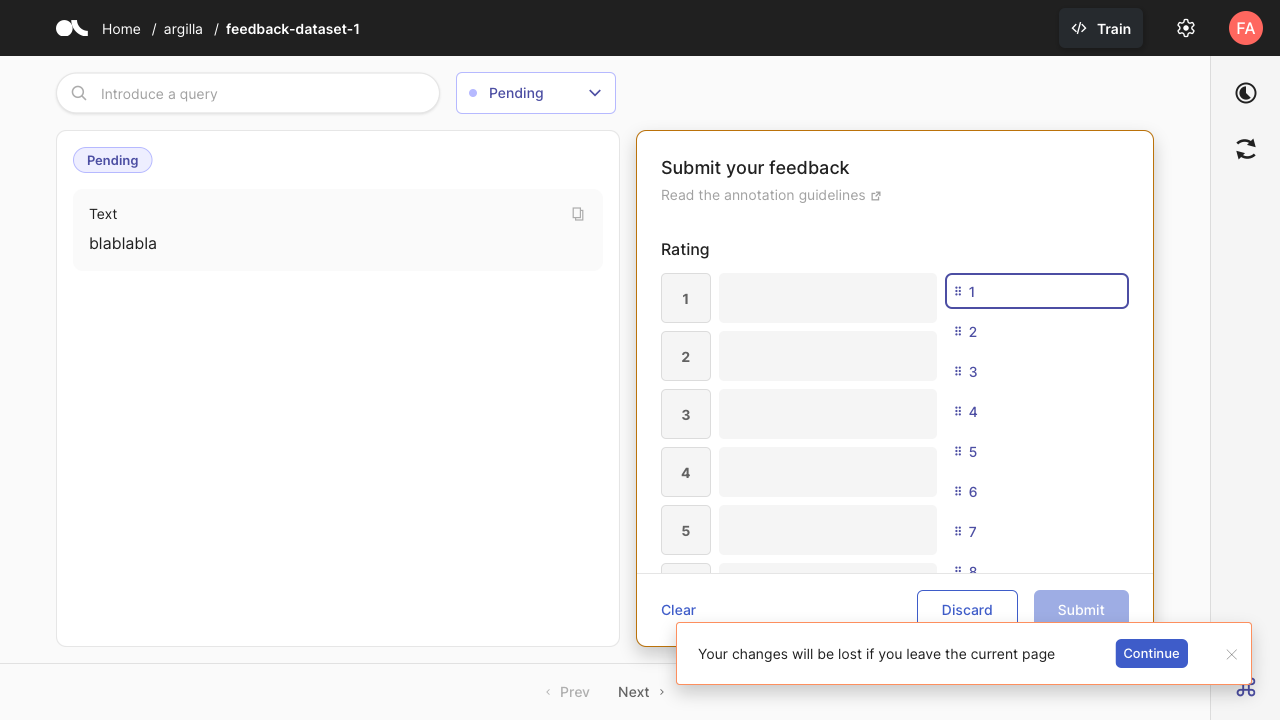 Home / argilla / feedback-dataset-1
Train
FA
Introduce a query
Pending
Pending
Text
blablabla
Submit your feedback
Read the annotation guidelines
Rating
1
2
3
4
5
1
2
3
4
5
6
7
8
Clear
Discard
Submit
Your changes will be lost if you leave the current page
Continue
Prev
Next